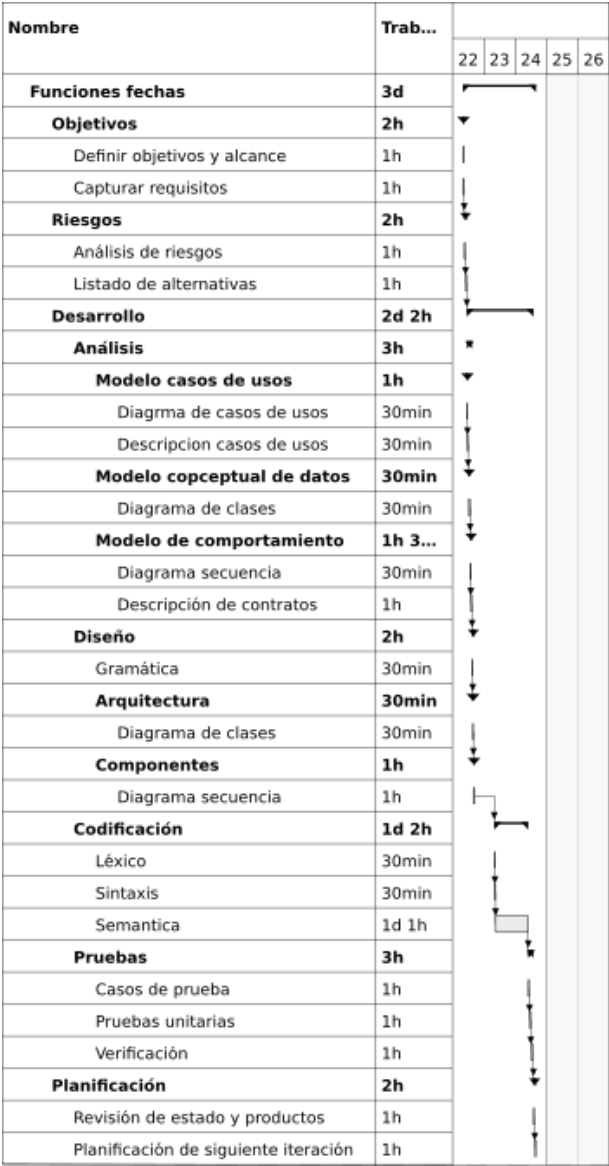 Nombre Trab...
22 23 24 25 26
Funciones fechas 3d
Objetivos 2h
Definir objetivos y alcance 1h
Capturar requisitos 1h
Riesgos 2h
Análisis de riesgos 1h
Listado de alternativas 1h
Desarrollo 2d 2h
Análisis 3h
Modelo casos de usos 1h
Diagrma de casos de usos 30min
Descripcion casos de usos 30min
Modelo copceptual de datos 30min
Diagrama de clases 30min
Modelo de comportamiento 1h 3...
Diagrama secuencia 30min
Descripción de contratos 1h
Diseño 2h
Gramática 30min
Arquitectura 30min
Diagrama de clases 30min
Componentes 1h
Diagrama secuencia 1h
Codificación 1d 2h
Léxico 30min
Sintaxis 30min
Semantica 1d 1h
Pruebas 3h
Casos de prueba 1h
Pruebas unitarias 1h
Verificación 1h
Planificación 2h
Revisión de estado y productos 1h
Planificación de siguiente iteración 1h